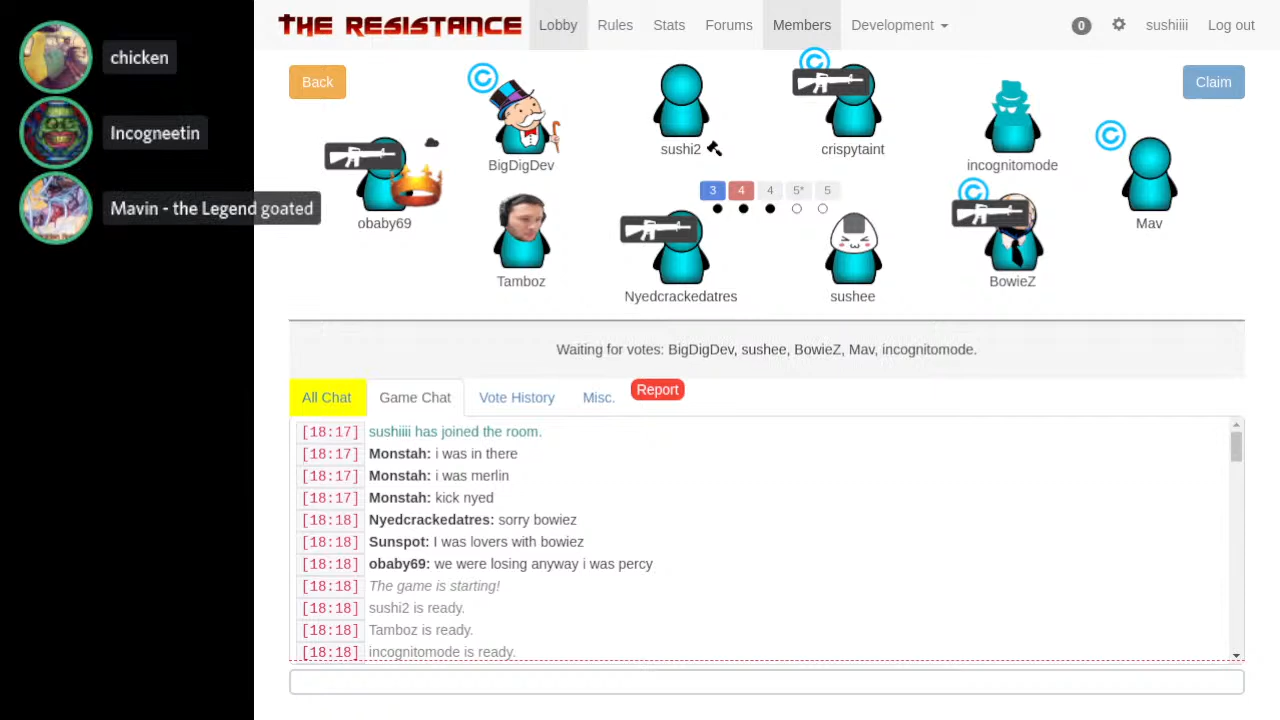 chicken
Incogneetin
Mavin - the Legend goated
THE RESISTANCE
Lobby Rules Stats Forums Members Development 0 sushiiii Log out
Back
Claim
BigDigDev
sushi2
crispytaint
incognitomode
obaby69
Mav
3 4 4 5* 5
Tamboz
Nyedcrackedatres
sushee
BowieZ
Waiting for votes: BigDigDev, sushee, BowieZ, Mav, incognitomode.
All Chat Game Chat Vote History Misc. Report
[18:17] sushiiii has joined the room.
[18:17] Monstah: i was in there
[18:17] Monstah: i was merlin
[18:17] Monstah: kick nyed
[18:18] Nyedcrackedatres: sorry bowiez
[18:18] Sunspot: I was lovers with bowiez
[18:18] obaby69: we were losing anyway i was percy
[18:18] The game is starting!
[18:18] sushi2 is ready.
[18:18] Tamboz is ready.
[18:18] incognitomode is ready.